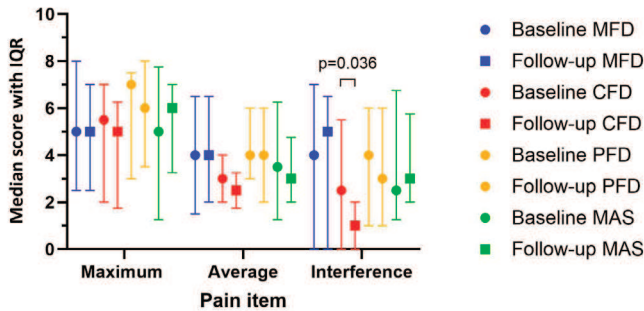 Median score with IQR
10
8
6
4
2
0
p=0.036
Maximum
Average
Interference
Pain item
Baseline MFD
Follow-up MFD
Baseline CFD
Follow-up CFD
Baseline PFD
Follow-up PFD
Baseline MAS
Follow-up MAS